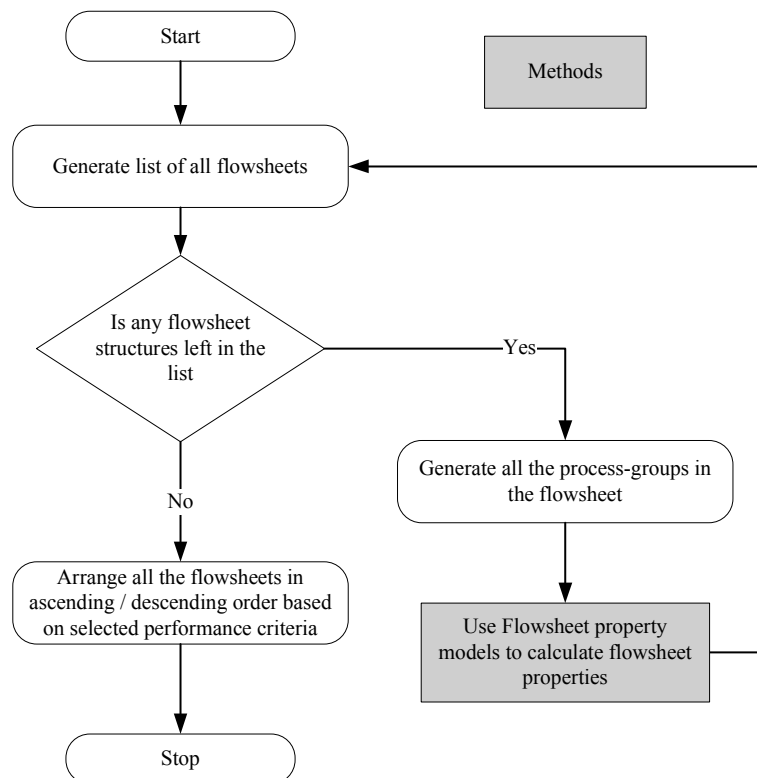 Start
Methods
Generate list of all flowsheets
Is any flowsheet
structures left in the
list
Yes
Generate all the process-groups in
the flowsheet
No
Arrange all the flowsheets in
ascending / descending order based
on selected performance criteria
Use Flowsheet property
models to calculate flowsheet
properties
Stop